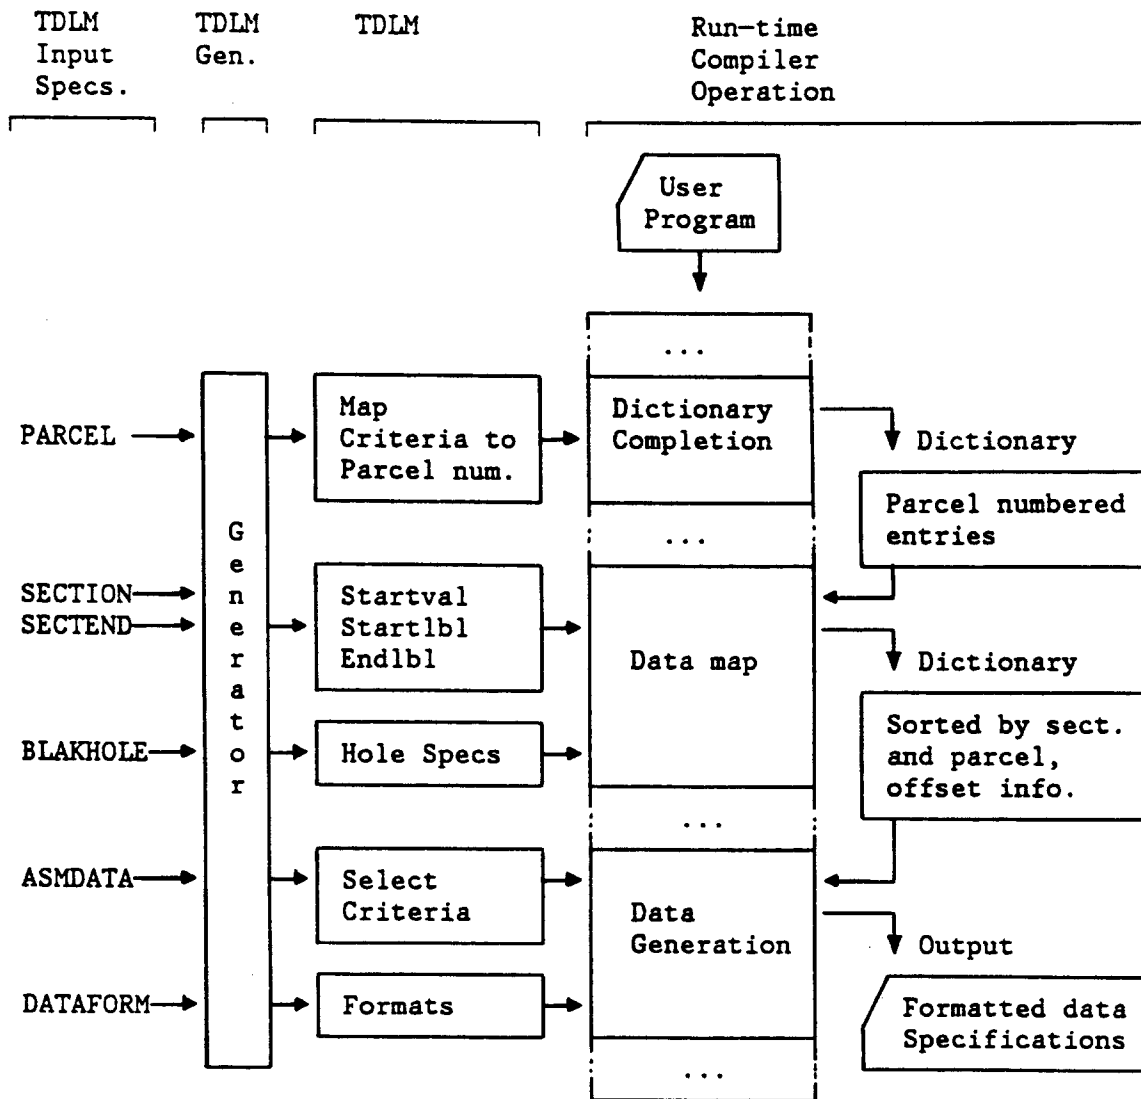 TDLM
Input
Specs.
TDLM
Gen.
TDLM
Run-time
Compiler
Operation
User
Program
...
PARCEL
Map
Criteria to
Parcel num.
Dictionary
Completion
Dictionary
Parcel numbered
entries
...
Generator
SECTION
SECTEND
Startval
Startlbl
Endlbl
Data map
Dictionary
Sorted by sect.
and parcel,
offset info.
BLAKHOLE
Hole Specs
...
ASMDATA
Select
Criteria
Data
Generation
Output
DATAFORM
Formats
Formatted data
Specifications
...